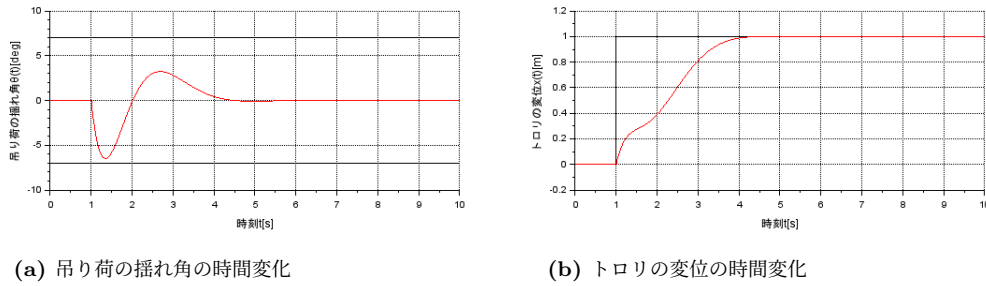 10
5
0
-5
-10
吊り荷の揺れ角θ(t)[deg]
0 1 2 3 4 5 6 7 8 9 10
時刻t[s]
(a) 吊り荷の揺れ角の時間変化
1.2
1
0.8
0.6
0.4
0.2
0
-0.2
トロリの変位x(t)[m]
0 1 2 3 4 5 6 7 8 9 10
時刻t[s]
(b) トロリの変位の時間変化